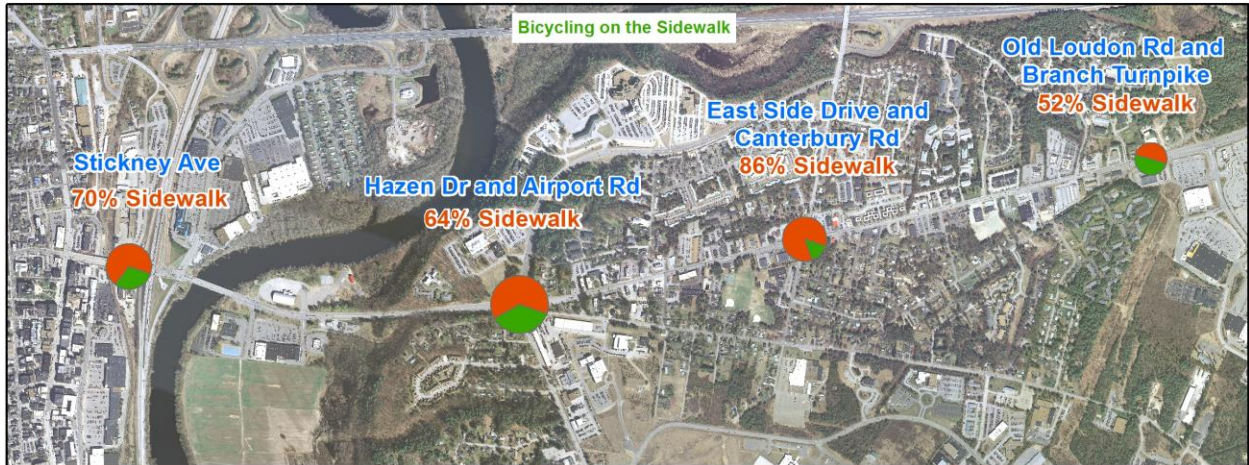 Bicycling on the Sidewalk
Old Loudon Rd and
Branch Turnpike
52% Sidewalk
East Side Drive and
Canterbury Rd
86% Sidewalk
Stickney Ave
70% Sidewalk
Hazen Dr and Airport Rd
64% Sidewalk